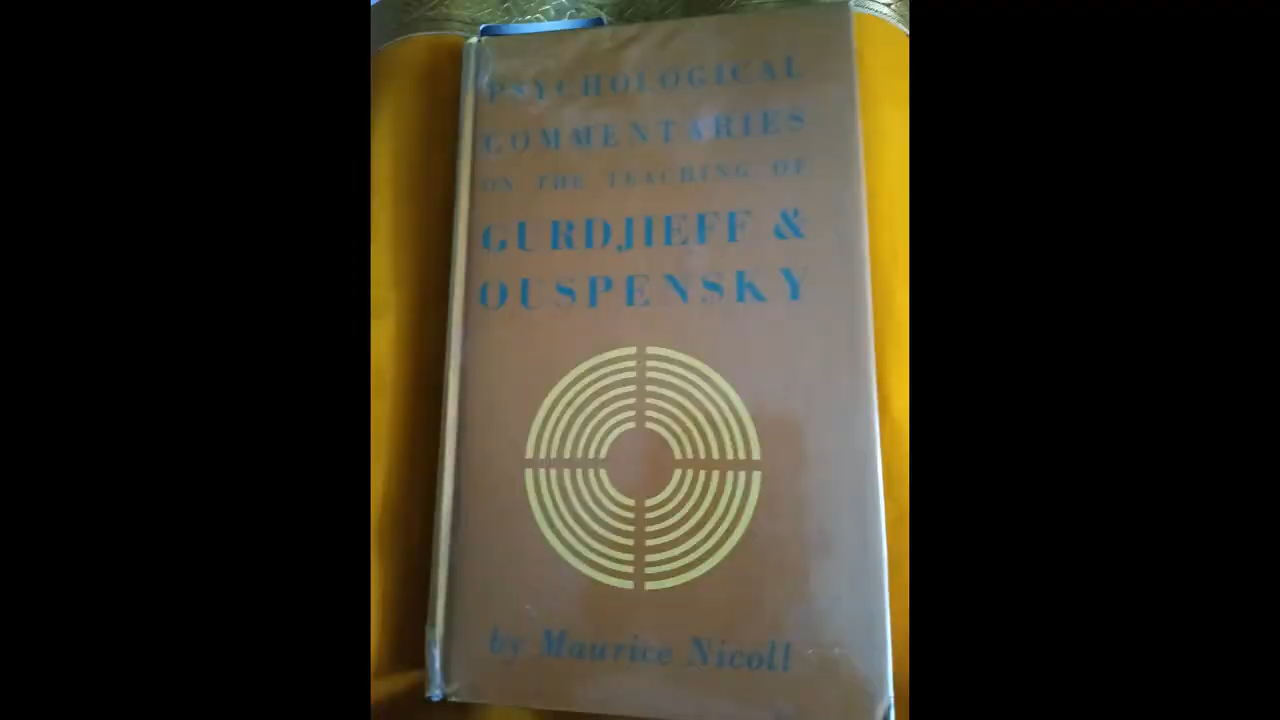 PSYCHOLOGICAL
COMMENTARIES
ON THE TEACHING OF
GURDJIEFF &
OUSPENSKY
by Maurice Nicoll